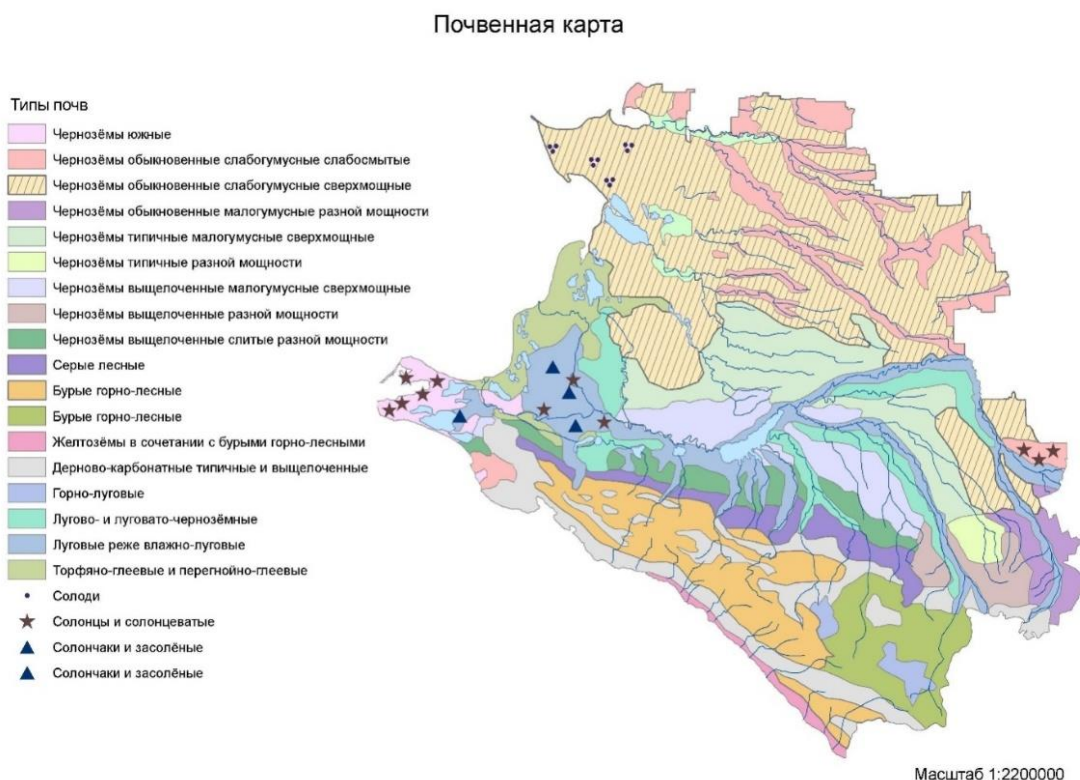 Почвенная карта
Типы почв
Чернозёмы южные
Чернозёмы обыкновенные слабогумусные слабосмытые
Чернозёмы обыкновенные слабогумусные сверхмощные
Чернозёмы обыкновенные малогумусные разной мощности
Чернозёмы типичные малогумусные сверхмощные
Чернозёмы типичные разной мощности
Чернозёмы выщелоченные малогумусные сверхмощные
Чернозёмы выщелоченные разной мощности
Чернозёмы выщелоченные слитые разной мощности
Серые лесные
Бурые горно-лесные
Бурые горно-лесные
Желтозёмы в сочетании с бурыми горно-лесными
Дерново-карбонатные типичные и выщелоченные
Горно-луговые
Лугово- и луговато-чернозёмные
Луговые реже влажно-луговые
Торфяно-глеевые и перегнойно-глеевые
Солоди
Солонцы и солонцеватые
Солончаки и засолёные
Солончаки и засолёные
Масштаб 1:2200000